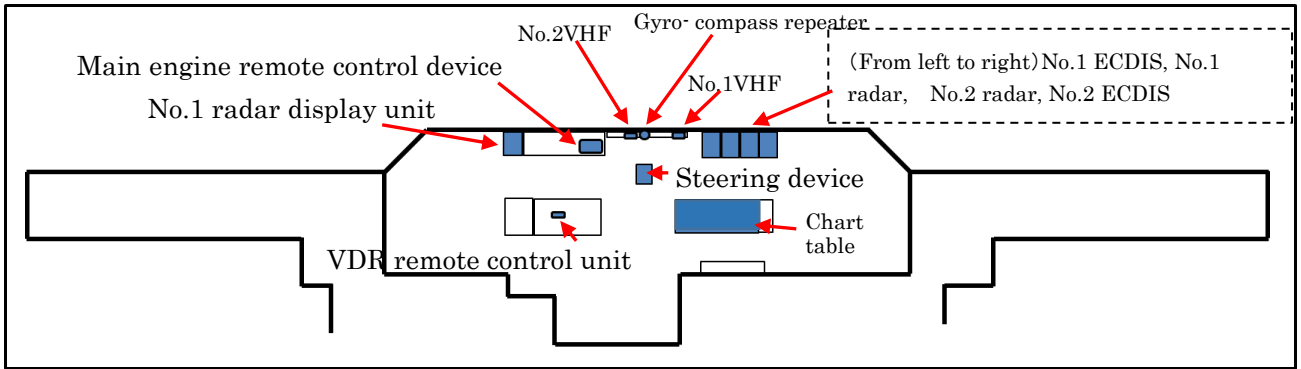 No.2VHF
Gyro- compass repeater
(From left to right)No.1 ECDIS, No.1
radar, No.2 radar, No.2 ECDIS
Main engine remote control device
No.1VHF
No.1 radar display unit
Steering device
Chart
table
VDR remote control unit